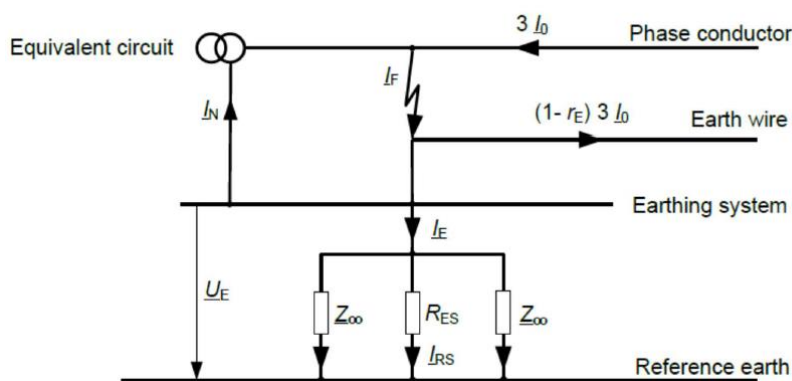 3 I0
Equivalent circuit
Phase conductor
IF
IN
(1- rE) 3 I0
Earth wire
Earthing system
IE
UE
Z∞
RES
Z∞
IRS
Reference earth